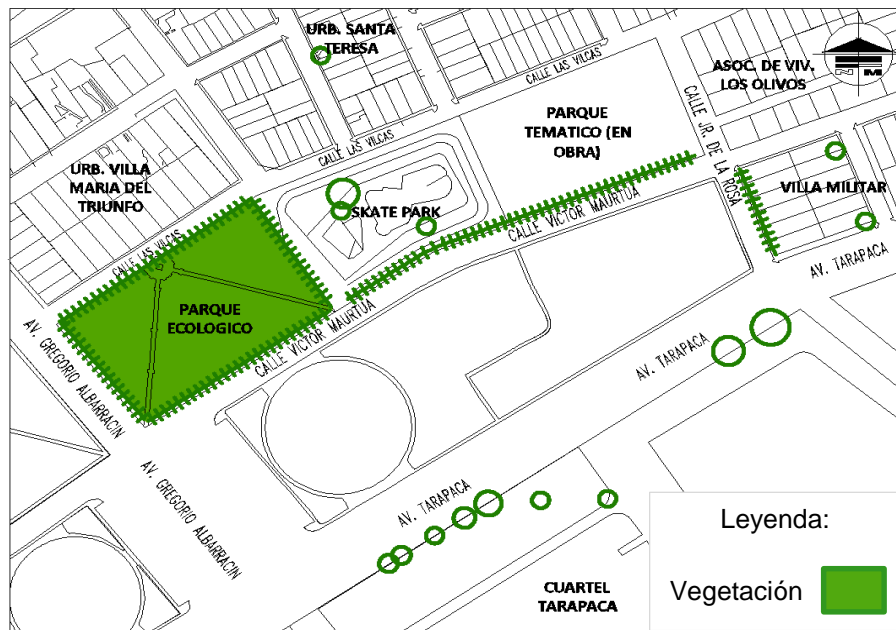 URB. SANTA
TERESA
CALLE LAS VILCAS
ASOC. DE VIV.
LOS OLIVOS
N M
PARQUE
TEMATICO (EN
OBRA)
CALLE JR. DE LA ROSA
CALLE LAS VILCAS
URB. VILLA
MARIA DEL
TRIUNFO
SKATE PARK
VILLA MILITAR
CALLE VICTOR MAURTUA
CALLE LAS VILCAS
AV. TARAPACA
PARQUE
ECOLOGICO
CALLE VICTOR MAURTUA
AV. GREGORIO ALBARRACIN
AV. TARAPACA
AV. GREGORIO ALBARRACIN
AV. TARAPACA
Leyenda:
Vegetación
CUARTEL
TARAPACA